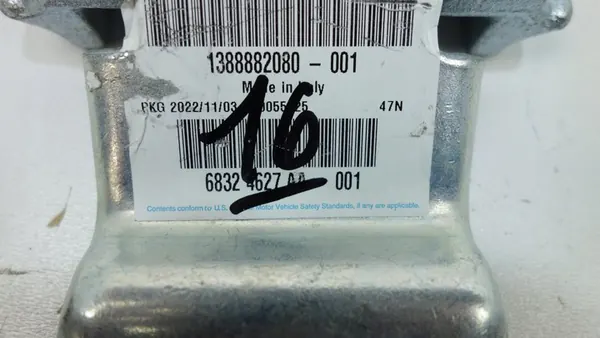 1388882080 - 001
Made in Italy
PKG 2022/11/03 47N
16
6832 4627 AA 001
Contents conform to U.S. Motor Vehicle Safety Standards, if any are applicable.